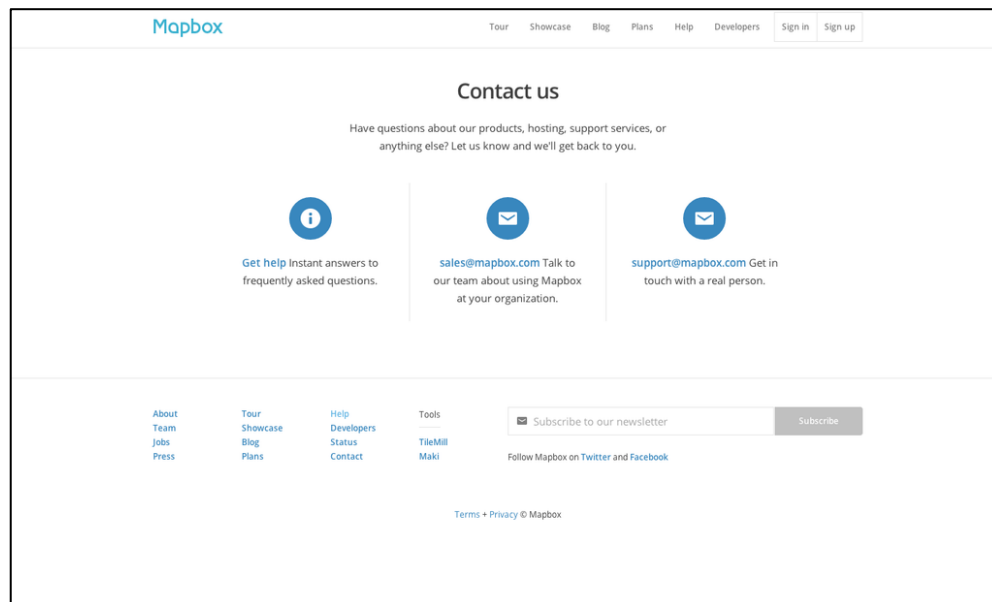 Mapbox Tour Showcase Blog Plans Help Developers Sign in Sign up
Contact us
Have questions about our products, hosting, support services, or
anything else? Let us know and we'll get back to you.
Get help Instant answers to
frequently asked questions.
sales@mapbox.com Talk to
our team about using Mapbox
at your organization.
support@mapbox.com Get in
touch with a real person.
About
Team
Jobs
Press
Tour
Showcase
Blog
Plans
Help
Developers
Status
Contact
Tools
TileMill
Maki
Subscribe to our newsletter Subscribe
Follow Mapbox on Twitter and Facebook
Terms + Privacy © Mapbox